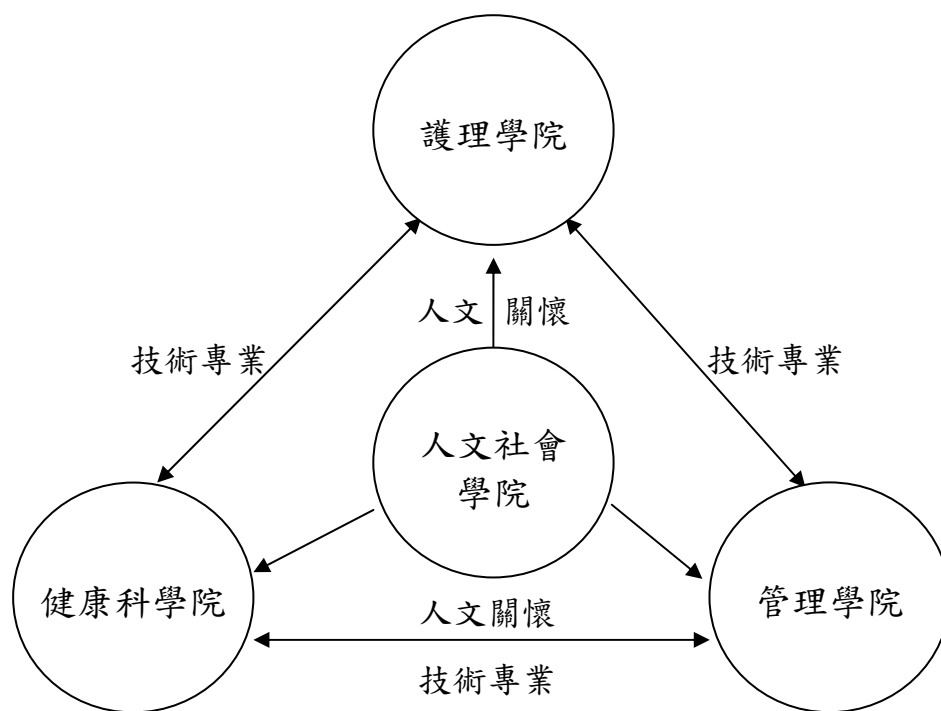 護理學院
人文 關懷
技術專業
技術專業
人文社會
學院
健康科學院
管理學院
人文關懷
技術專業